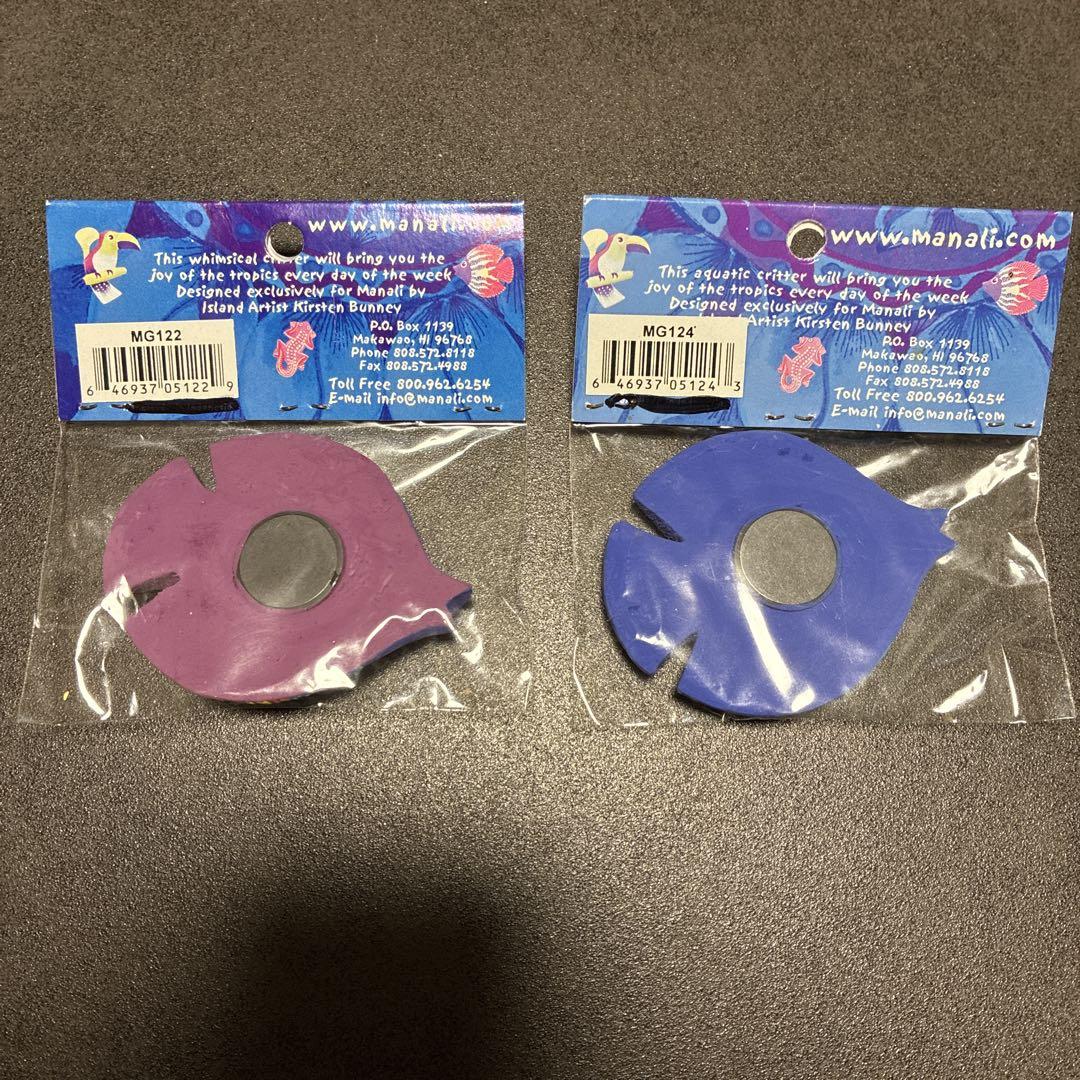 www.manali.com
This whimsical critter will bring you the
joy of the tropics every day of the week
Designed exclusively for Manali by
Island Artist Kirsten Bunney
MG122
6 46937 05122 9
P.O. Box 1139
Makawao, HI 96768
Phone 808.572.8118
Fax 808.572.4988
Toll Free 800.962.6254
E-mail info@manali.com
www.manali.com
This aquatic critter will bring you the
joy of the tropics every day of the week
Designed exclusively for Manali by
Artist Kirsten Bunney
MG124
6 46937 05124 3
P.O. Box 1139
Makawao, HI 96768
Phone 808.572.8118
Fax 808.572.4988
Toll Free 800.962.6254
E-mail info@manali.com